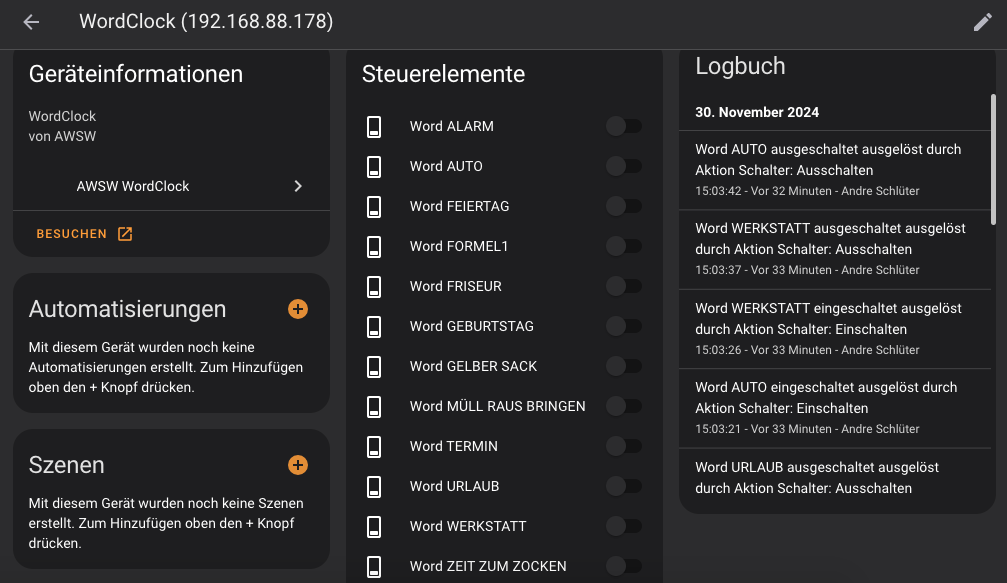 WordClock (192.168.88.178)
Geräteinformationen
WordClock
von AWSW
AWSW WordClock
BESUCHEN
Automatisierungen
Mit diesem Gerät wurden noch keine
Automatisierungen erstellt. Zum Hinzufügen
oben den + Knopf drücken.
Szenen
Mit diesem Gerät wurden noch keine Szenen
erstellt. Zum Hinzufügen oben den + Knopf
drücken.
Steuerelemente
Word ALARM
Word AUTO
Word FEIERTAG
Word FORMEL1
Word FRISEUR
Word GEBURTSTAG
Word GELBER SACK
Word MÜLL RAUS BRINGEN
Word TERMIN
Word URLAUB
Word WERKSTATT
Word ZEIT ZUM ZOCKEN
Logbuch
30. November 2024
Word AUTO ausgeschaltet ausgelöst durch
Aktion Schalter: Ausschalten
15:03:42 - Vor 32 Minuten - Andre Schlüter
Word WERKSTATT ausgeschaltet ausgelöst
durch Aktion Schalter: Ausschalten
15:03:37 - Vor 33 Minuten - Andre Schlüter
Word WERKSTATT eingeschaltet ausgelöst
durch Aktion Schalter: Einschalten
15:03:26 - Vor 33 Minuten - Andre Schlüter
Word AUTO eingeschaltet ausgelöst durch
Aktion Schalter: Einschalten
15:03:21 - Vor 33 Minuten - Andre Schlüter
Word URLAUB ausgeschaltet ausgelöst
durch Aktion Schalter: Ausschalten